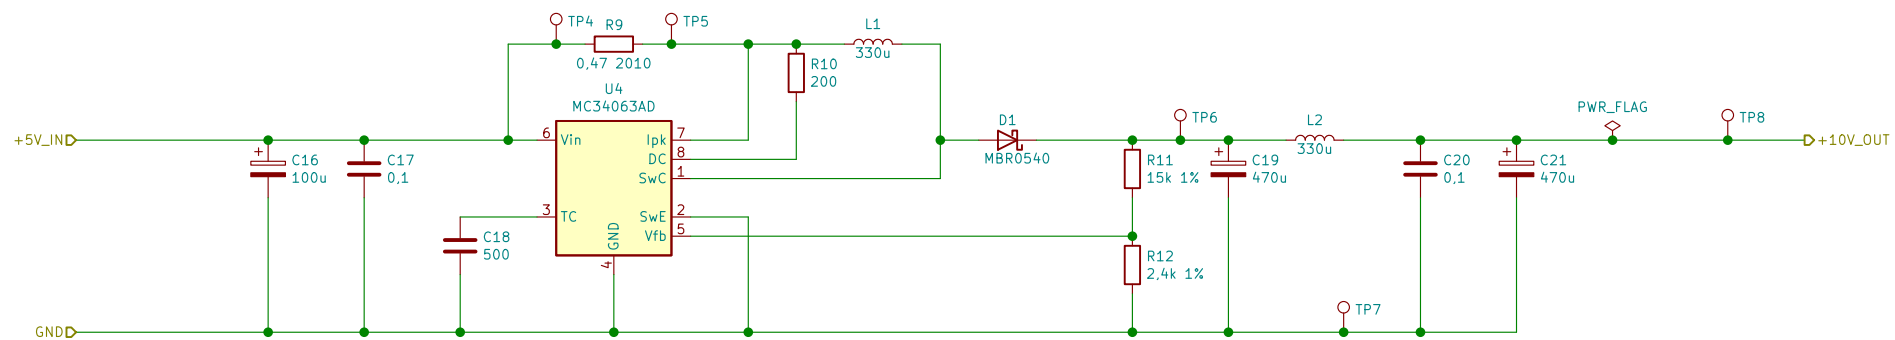 TP4
R9
TP5
L1
0,47 2010
330u
R10
200
U4
MC34063AD
+5V_IN
6
Vin
Ipk
7
DC
8
SwC
1
3
TC
SwE
2
Vfb
5
GND
4
C16
100u
C17
0,1
C18
500
D1
MBR0540
TP6
R11
15k 1%
R12
2,4k 1%
C19
470u
L2
330u
C20
0,1
C21
470u
PWR_FLAG
TP8
+10V_OUT
TP7
GND